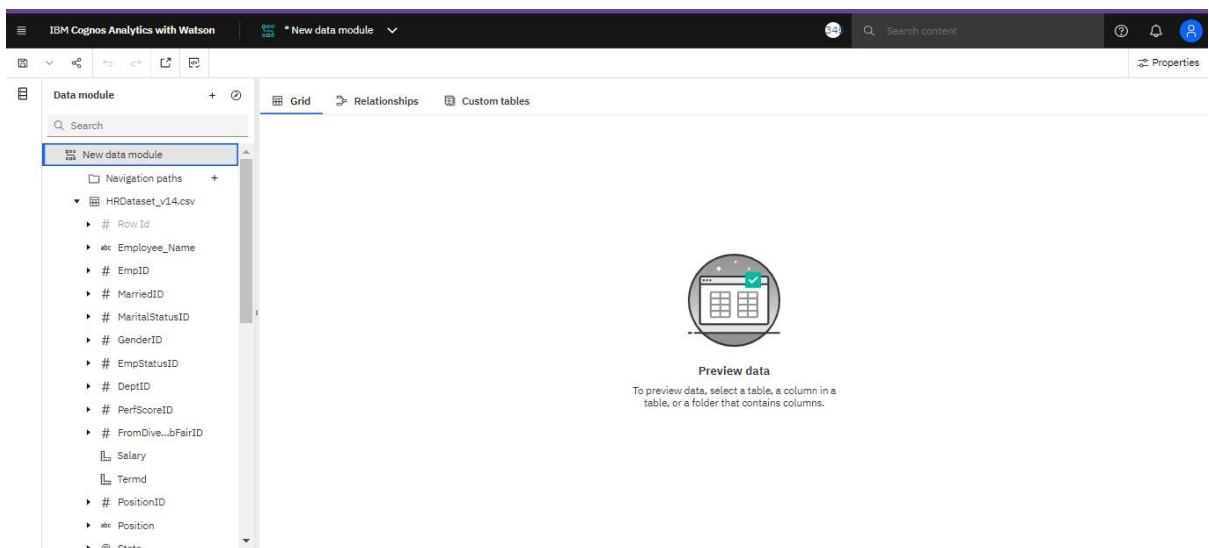 IBM Cognos Analytics with Watson
* New data module
34
Search content
Properties
Data module
Search
New data module
Navigation paths
HRDataset_v14.csv
# Row Id
abc Employee_Name
# EmpID
# MarriedID
# MaritalStatusID
# GenderID
# EmpStatusID
# DeptID
# PerfScoreID
# FromDive...bFairID
Salary
Termd
# PositionID
abc Position
State
Grid
Relationships
Custom tables
Preview data
To preview data, select a table, a column in a
table, or a folder that contains columns.